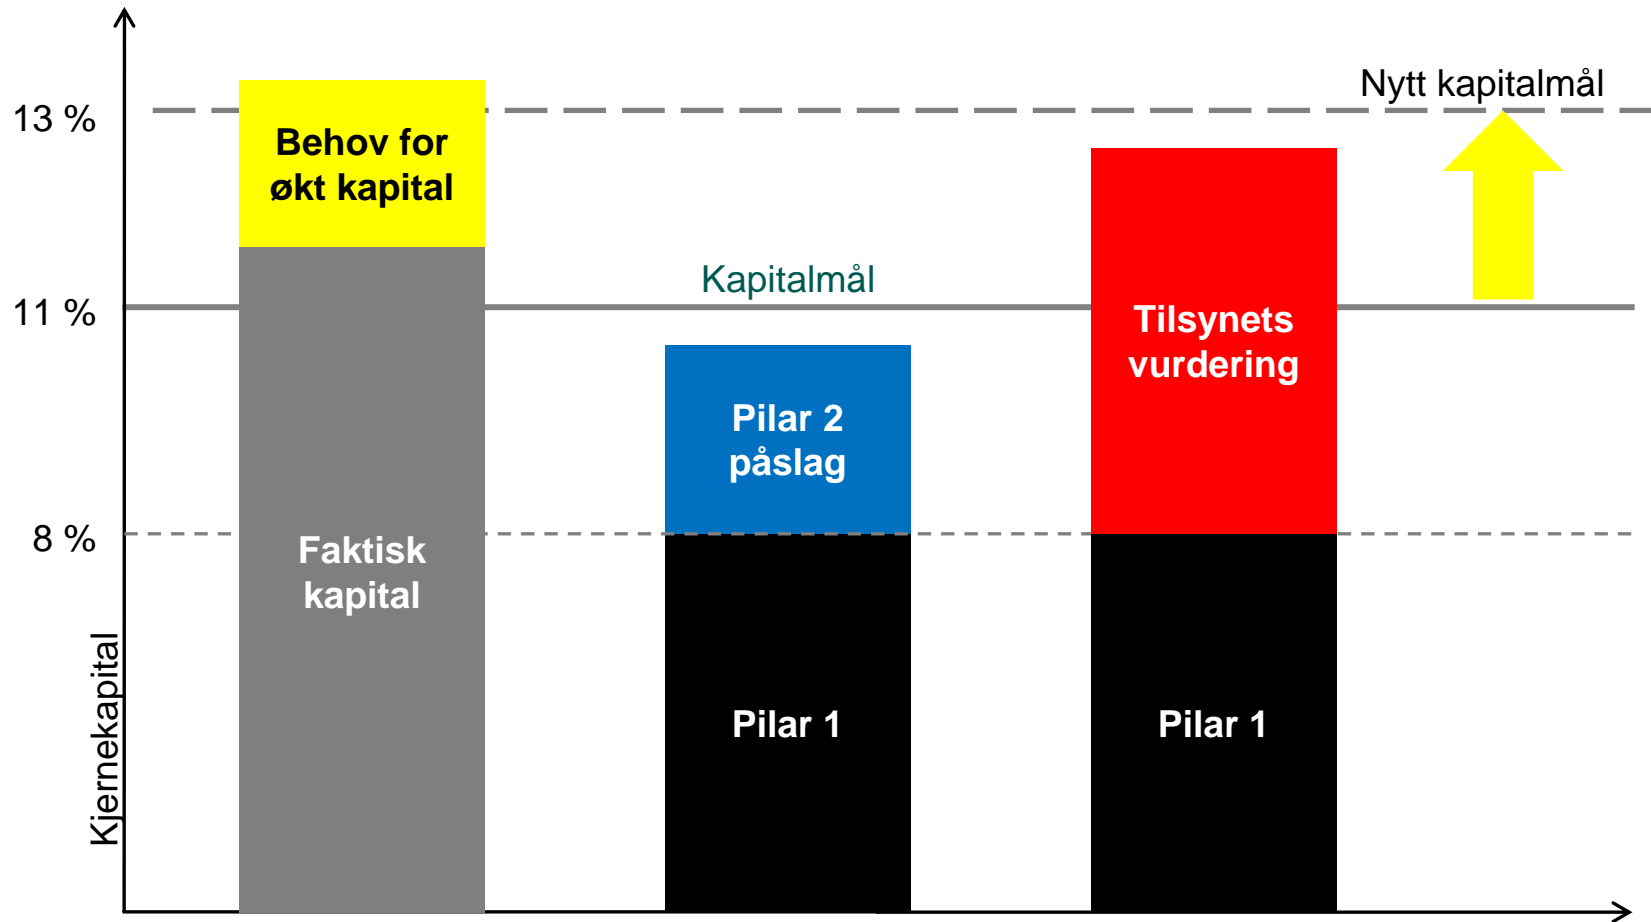 Nytt kapitalmål
13 %
Behov for
økt kapital
Kapitalmål
11 %
Tilsynets
vurdering
Pilar 2
påslag
8 %
Faktisk
kapital
Kjernekapital
Pilar 1
Pilar 1